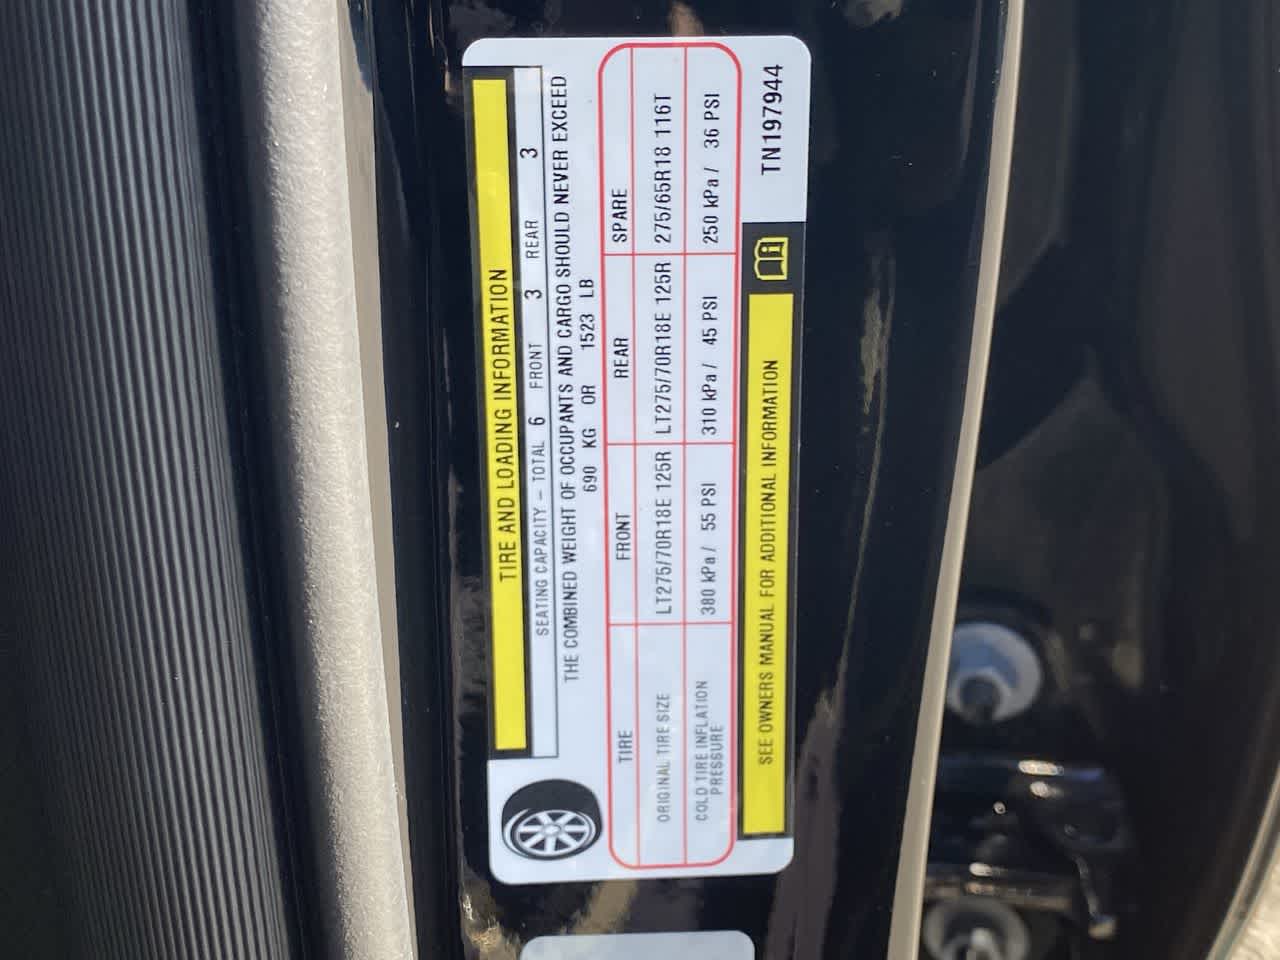 TIRE AND LOADING INFORMATION
SEATING CAPACITY – TOTAL 6 FRONT 3 REAR 3
THE COMBINED WEIGHT OF OCCUPANTS AND CARGO SHOULD NEVER EXCEED
690 KG OR 1523 LB
TIRE FRONT REAR SPARE
ORIGINAL TIRE SIZE LT275/70R18E 125R LT275/70R18E 125R 275/65R18 116T
COLD TIRE INFLATION PRESSURE 380 kPa / 55 PSI 310 kPa / 45 PSI 250 kPa / 36 PSI
SEE OWNERS MANUAL FOR ADDITIONAL INFORMATION
TN197944